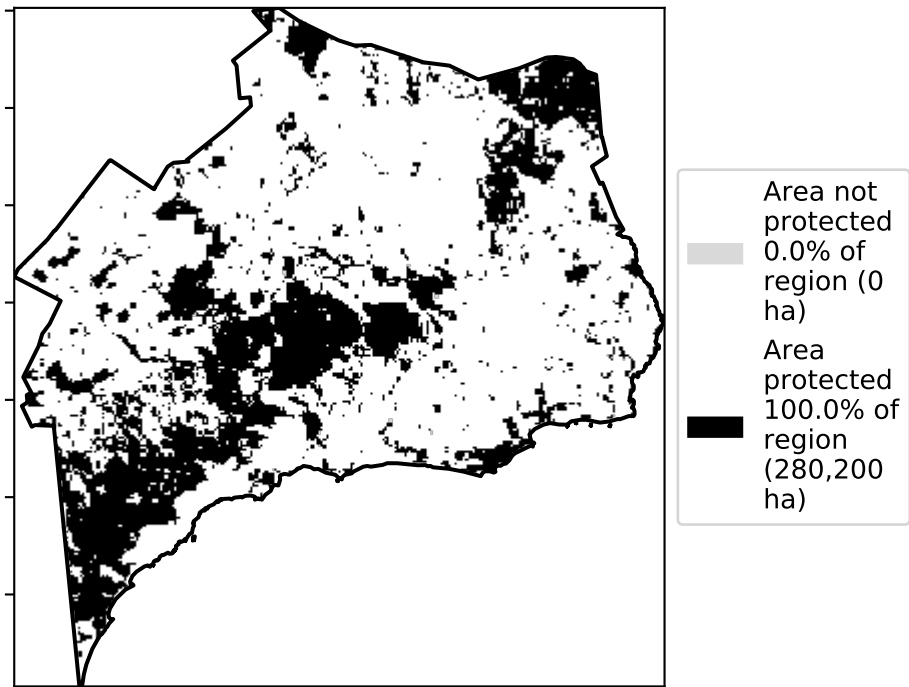 Area not
protected
0.0% of
region (0
ha)
Area
protected
100.0% of
region
(280,200
ha)